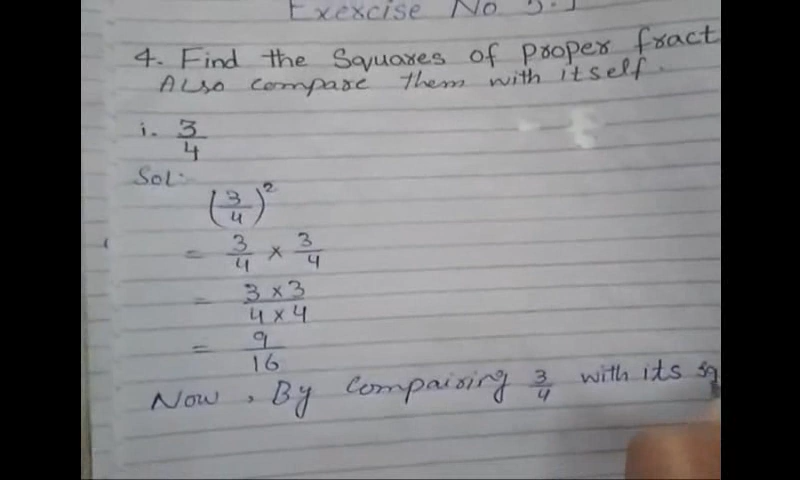 Exercise No 5.
4. Find the Squares of proper fract
Also compare them with itself.
i. 3/4
Sol:
(3/4)²
= 3/4 × 3/4
= 3 × 3 / 4 × 4
= 9/16
Now, By Compairing 3/4 with its sq